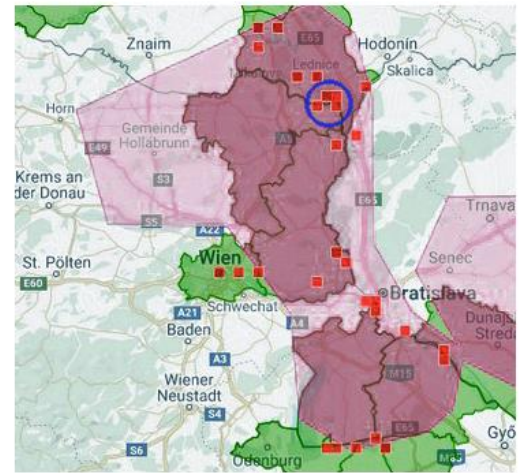 E65
Znaim
Hodonín
Lednice
Skalica
Horn
Gemeinde
Hollabrunn
A5
E49
S3
Krems an
der Donau
E65
Trnava
S5
A22
Wien
Senec
St. Pölten
E60
Bratislava
Schwechat
A21
A4
Dunajs
Stred
Baden
A3
M15
Wiener
Neustadt
S4
E65
Győ
S6
Ödenburg
M85